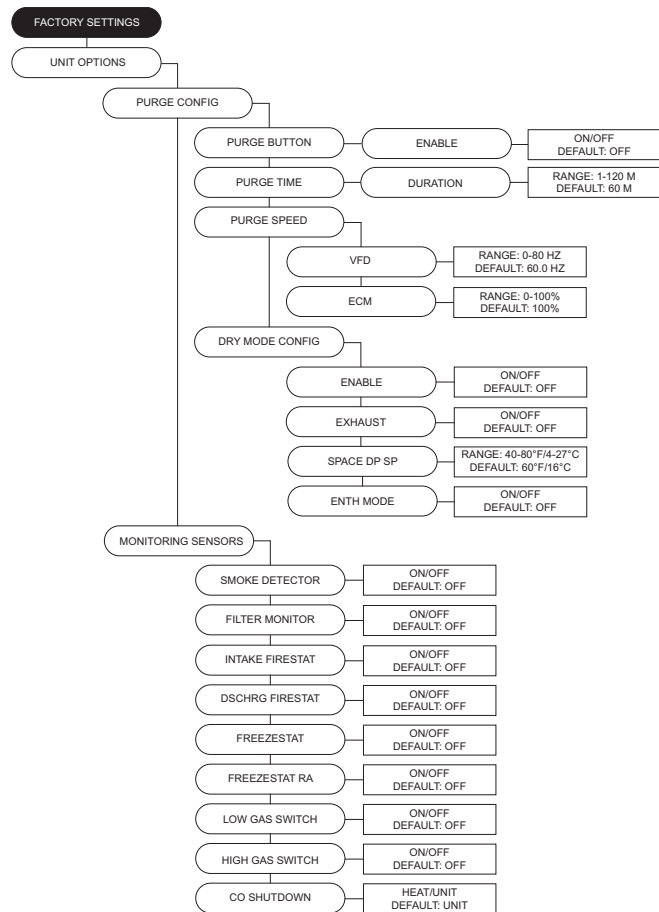 FACTORY SETTINGS
UNIT OPTIONS
PURGE CONFIG
PURGE BUTTON
ENABLE
ON/OFF
DEFAULT: OFF
PURGE TIME
DURATION
RANGE: 1-120 M
DEFAULT: 60 M
PURGE SPEED
VFD
RANGE: 0-80 HZ
DEFAULT: 60.0 HZ
ECM
RANGE: 0-100%
DEFAULT: 100%
DRY MODE CONFIG
ENABLE
ON/OFF
DEFAULT: OFF
EXHAUST
ON/OFF
DEFAULT: OFF
SPACE DP SP
RANGE: 40-80°F/4-27°C
DEFAULT: 60°F/16°C
ENTH MODE
ON/OFF
DEFAULT: OFF
MONITORING SENSORS
SMOKE DETECTOR
ON/OFF
DEFAULT: OFF
FILTER MONITOR
ON/OFF
DEFAULT: OFF
INTAKE FIRESTAT
ON/OFF
DEFAULT: OFF
DSCHRG FIRESTAT
ON/OFF
DEFAULT: OFF
FREEZESTAT
ON/OFF
DEFAULT: OFF
FREEZESTAT RA
ON/OFF
DEFAULT: OFF
LOW GAS SWITCH
ON/OFF
DEFAULT: OFF
HIGH GAS SWITCH
ON/OFF
DEFAULT: OFF
CO SHUTDOWN
HEAT/UNIT
DEFAULT: UNIT